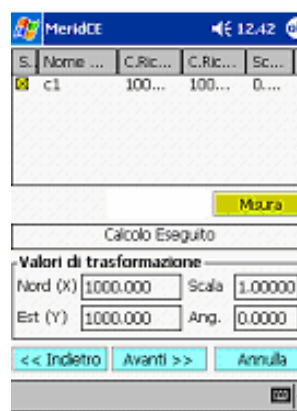 MeridCE 12.42
S. Nome ... C.Ric... C.Ric... Sc...
c1 100... 100... 0....
Misura
Calcolo Eseguito
Valori di trasformazione
Nord (X) 1000.000 Scala 1.00000
Est (Y) 1000.000 Ang. 0.0000
<< Indietro Avanti >> Annulla